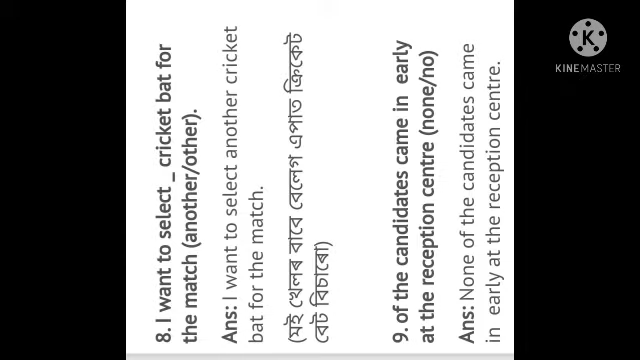 8. I want to select _ cricket bat for
the match (another/other).
Ans: I want to select another cricket
bat for the match.
(মই খেলৰ বাবে বেলেগ এপাত ক্ৰিকেট
বেট বিচাৰো)
9. of the candidates came in early
at the reception centre (none/no)
Ans: None of the candidates came
in early at the reception centre.
KINEMASTER